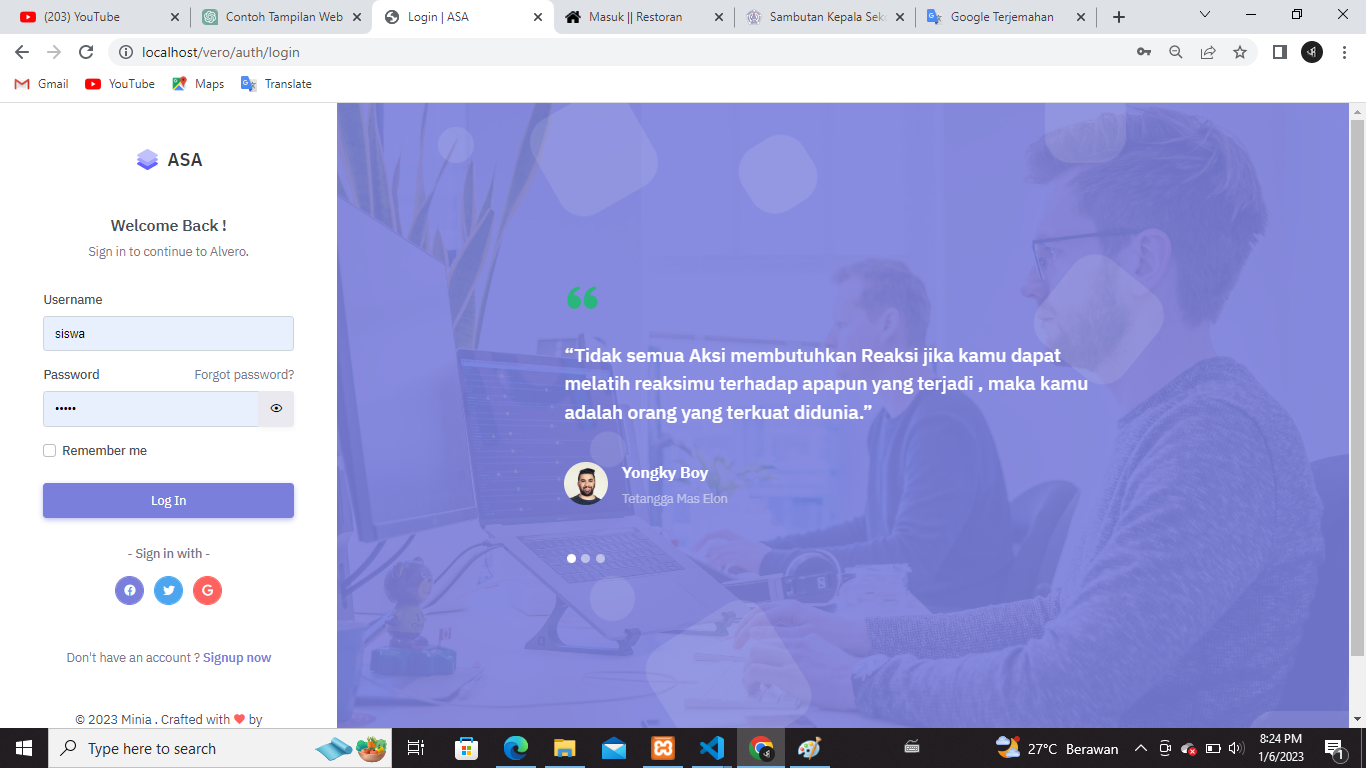 (203) YouTube
Contoh Tampilan Web
Login | ASA
Masuk || Restoran
Sambutan Kepala Sek
Google Terjemahan
localhost/vero/auth/login
Gmail
YouTube
Maps
Translate
ASA
Welcome Back !
Sign in to continue to Alvero.
Username
siswa
Password
Forgot password?
Remember me
Log In
- Sign in with -
Don't have an account ? Signup now
© 2023 Minia . Crafted with ❤ by
“Tidak semua Aksi membutuhkan Reaksi jika kamu dapat
melatih reaksimu terhadap apapun yang terjadi , maka kamu
adalah orang yang terkuat didunia.”
Yongky Boy
Tetangga Mas Elon
Type here to search
27°C Berawan
8:24 PM
1/6/2023
1